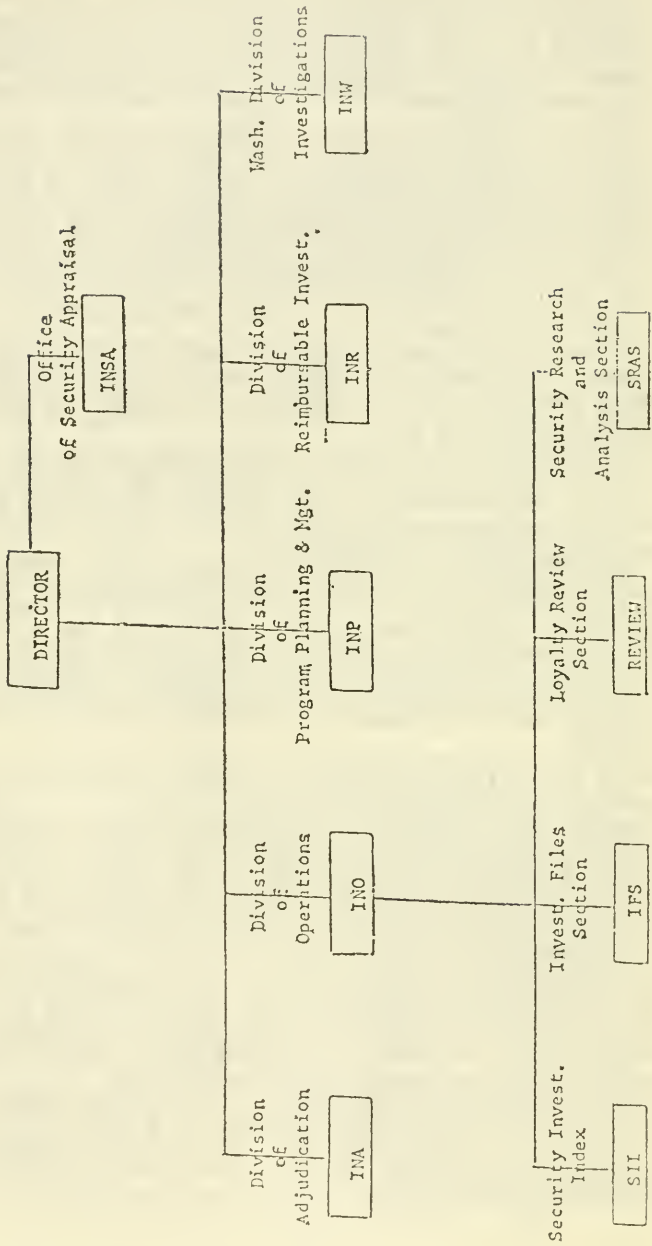 DIRECTOR
Office
of Security Appraisal
INSA
Division
of
Adjudication
INA
Division
of
Operations
INO
Division
of
Program Planning & Mgt.
INP
Division
of
Reimbursable Invest.
INR
Wash. Division
of
Investigations
INW
Security Invest.
Index
SII
Invest. Files
Section
IFS
Loyalty Review
Section
REVIEW
Security Research
and
Analysis Section
SRAS